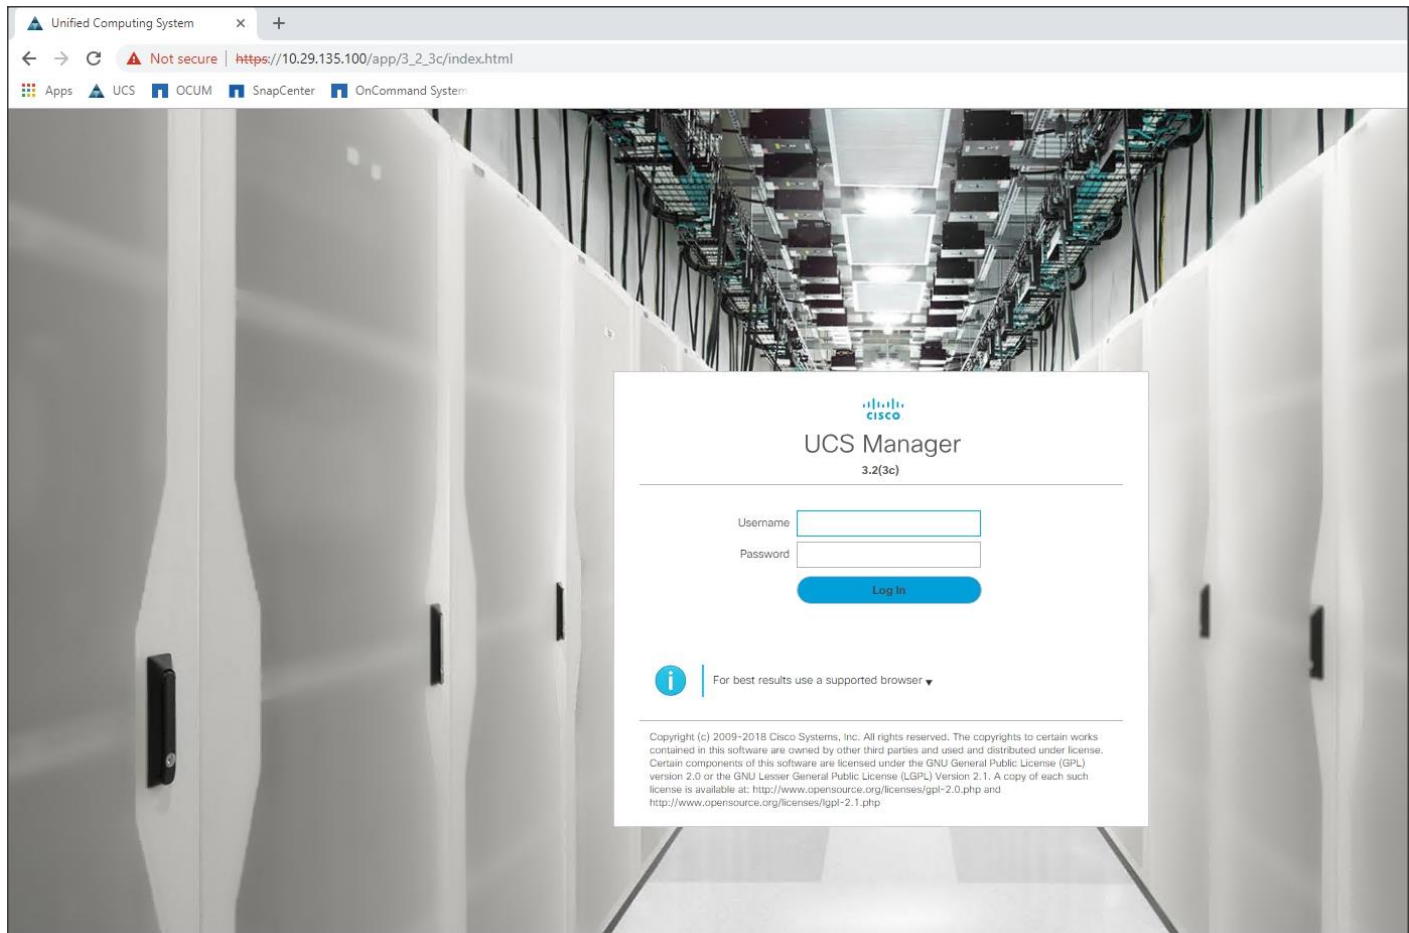 Unified Computing System
Not secure | https://10.29.135.100/app/3_2_3c/index.html
Apps UCS OCUM SnapCenter OnCommand System
CISCO
UCS Manager
3.2(3c)
Username
Password
Log In
For best results use a supported browser
Copyright (c) 2009-2018 Cisco Systems, Inc. All rights reserved. The copyrights to certain works
contained in this software are owned by other third parties and used and distributed under license.
Certain components of this software are licensed under the GNU General Public License (GPL)
version 2.0 or the GNU Lesser General Public License (LGPL) Version 2.1. A copy of each such
license is available at: http://www.opensource.org/licenses/gpl-2.0.php and
http://www.opensource.org/licenses/lgpl-2.1.php